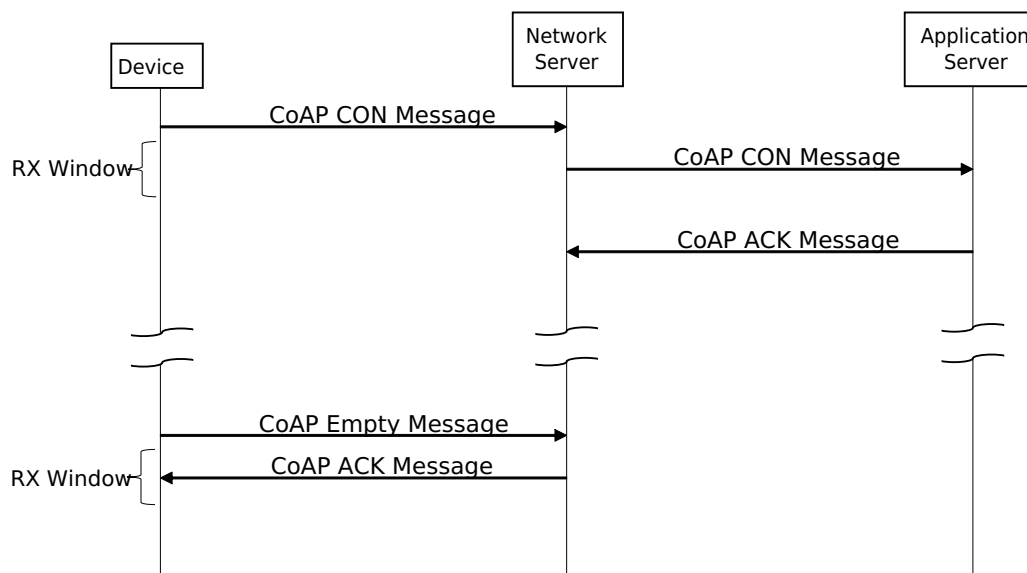 Device
Network
Server
Application
Server
CoAP CON Message
RX Window
CoAP CON Message
CoAP ACK Message
CoAP Empty Message
CoAP ACK Message
RX Window